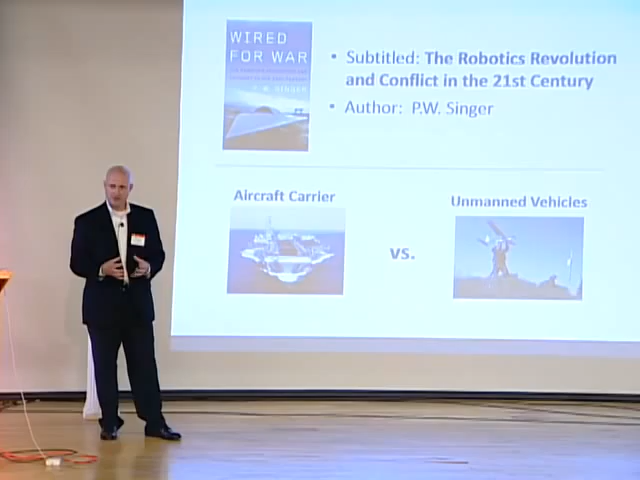 WIRED
FOR WAR
P. W. SINGER
• Subtitled: The Robotics Revolution
and Conflict in the 21st Century
• Author: P.W. Singer
Aircraft Carrier
Unmanned Vehicles
vs.